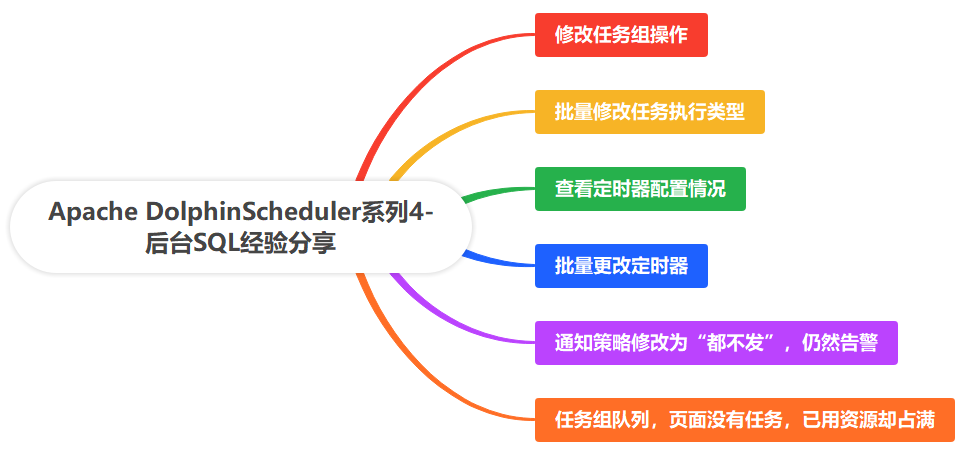 Apache DolphinScheduler系列4-
后台SQL经验分享
修改任务组操作
批量修改任务执行类型
查看定时器配置情况
批量更改定时器
通知策略修改为“都不发”，仍然告警
任务组队列，页面没有任务，已用资源却占满